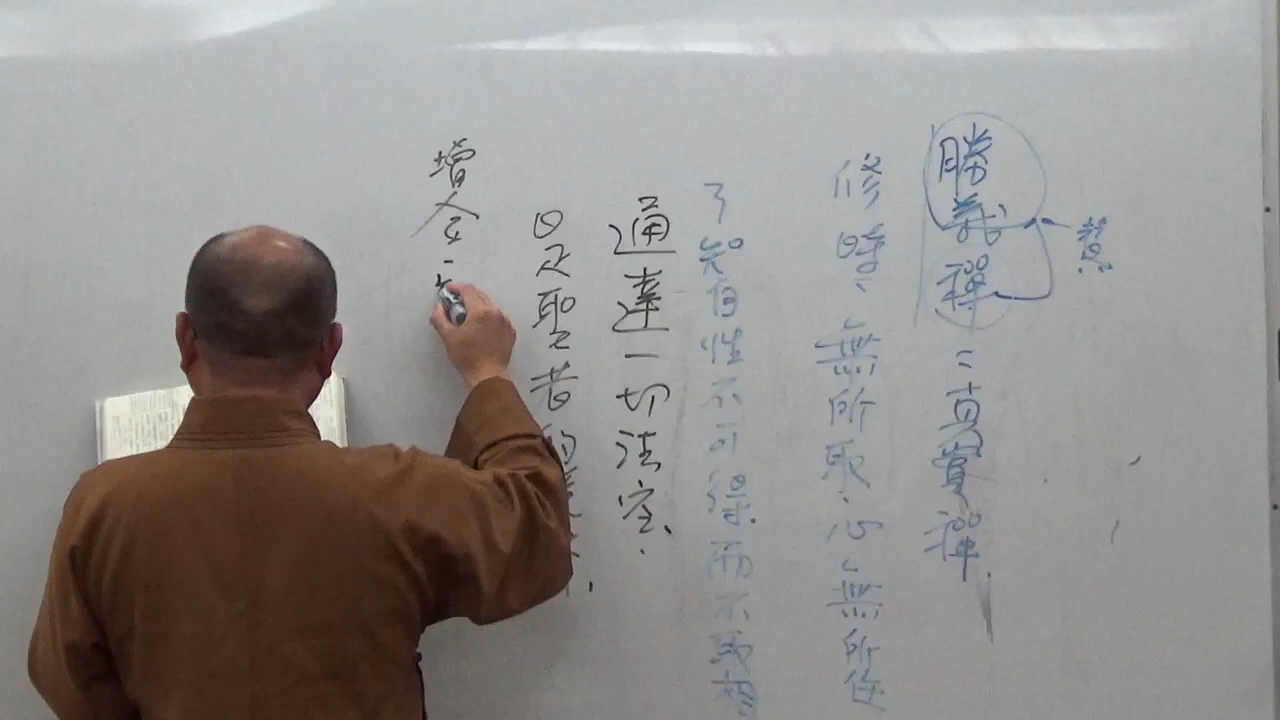 勝義禪：真實禪
慧
修時：無所取．心無所住
了知自性不可得．而不取相
通達一切法空．
是聖者的
增